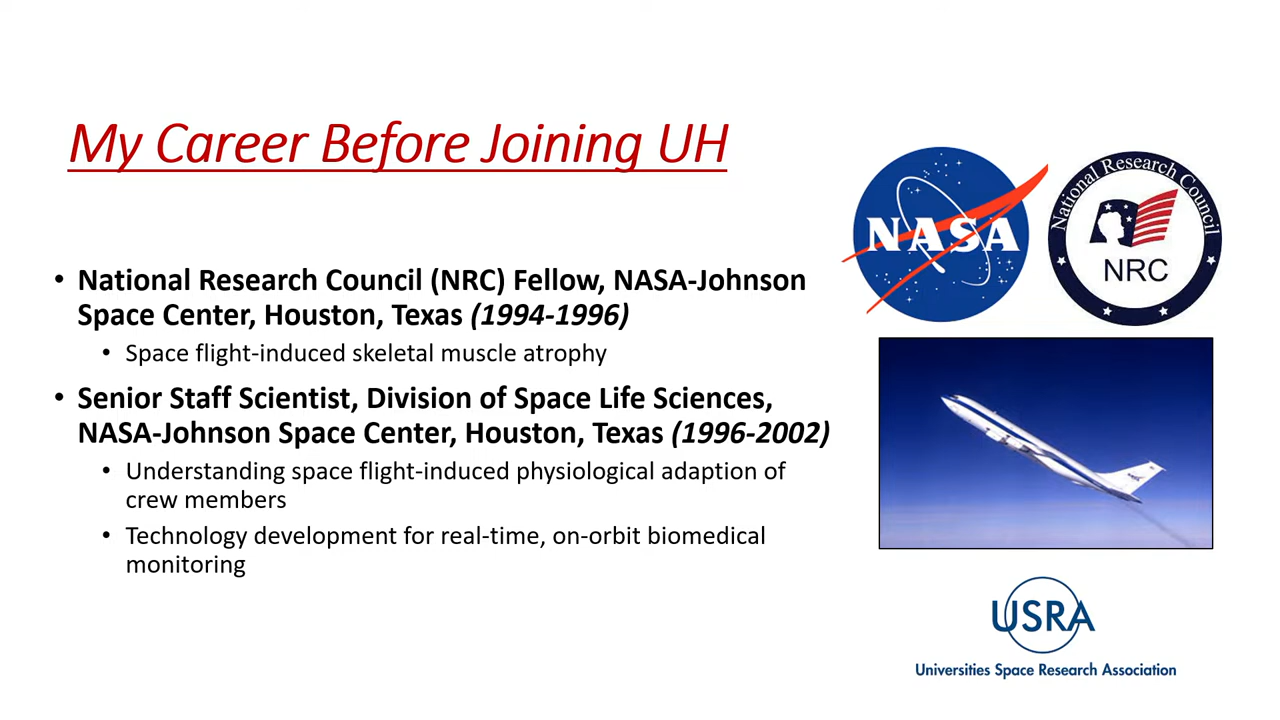 My Career Before Joining UH
• National Research Council (NRC) Fellow, NASA-Johnson
Space Center, Houston, Texas (1994-1996)
• Space flight-induced skeletal muscle atrophy
• Senior Staff Scientist, Division of Space Life Sciences,
NASA-Johnson Space Center, Houston, Texas (1996-2002)
• Understanding space flight-induced physiological adaption of
crew members
• Technology development for real-time, on-orbit biomedical
monitoring
NASA
National Research Council
NRC
USRA
Universities Space Research Association